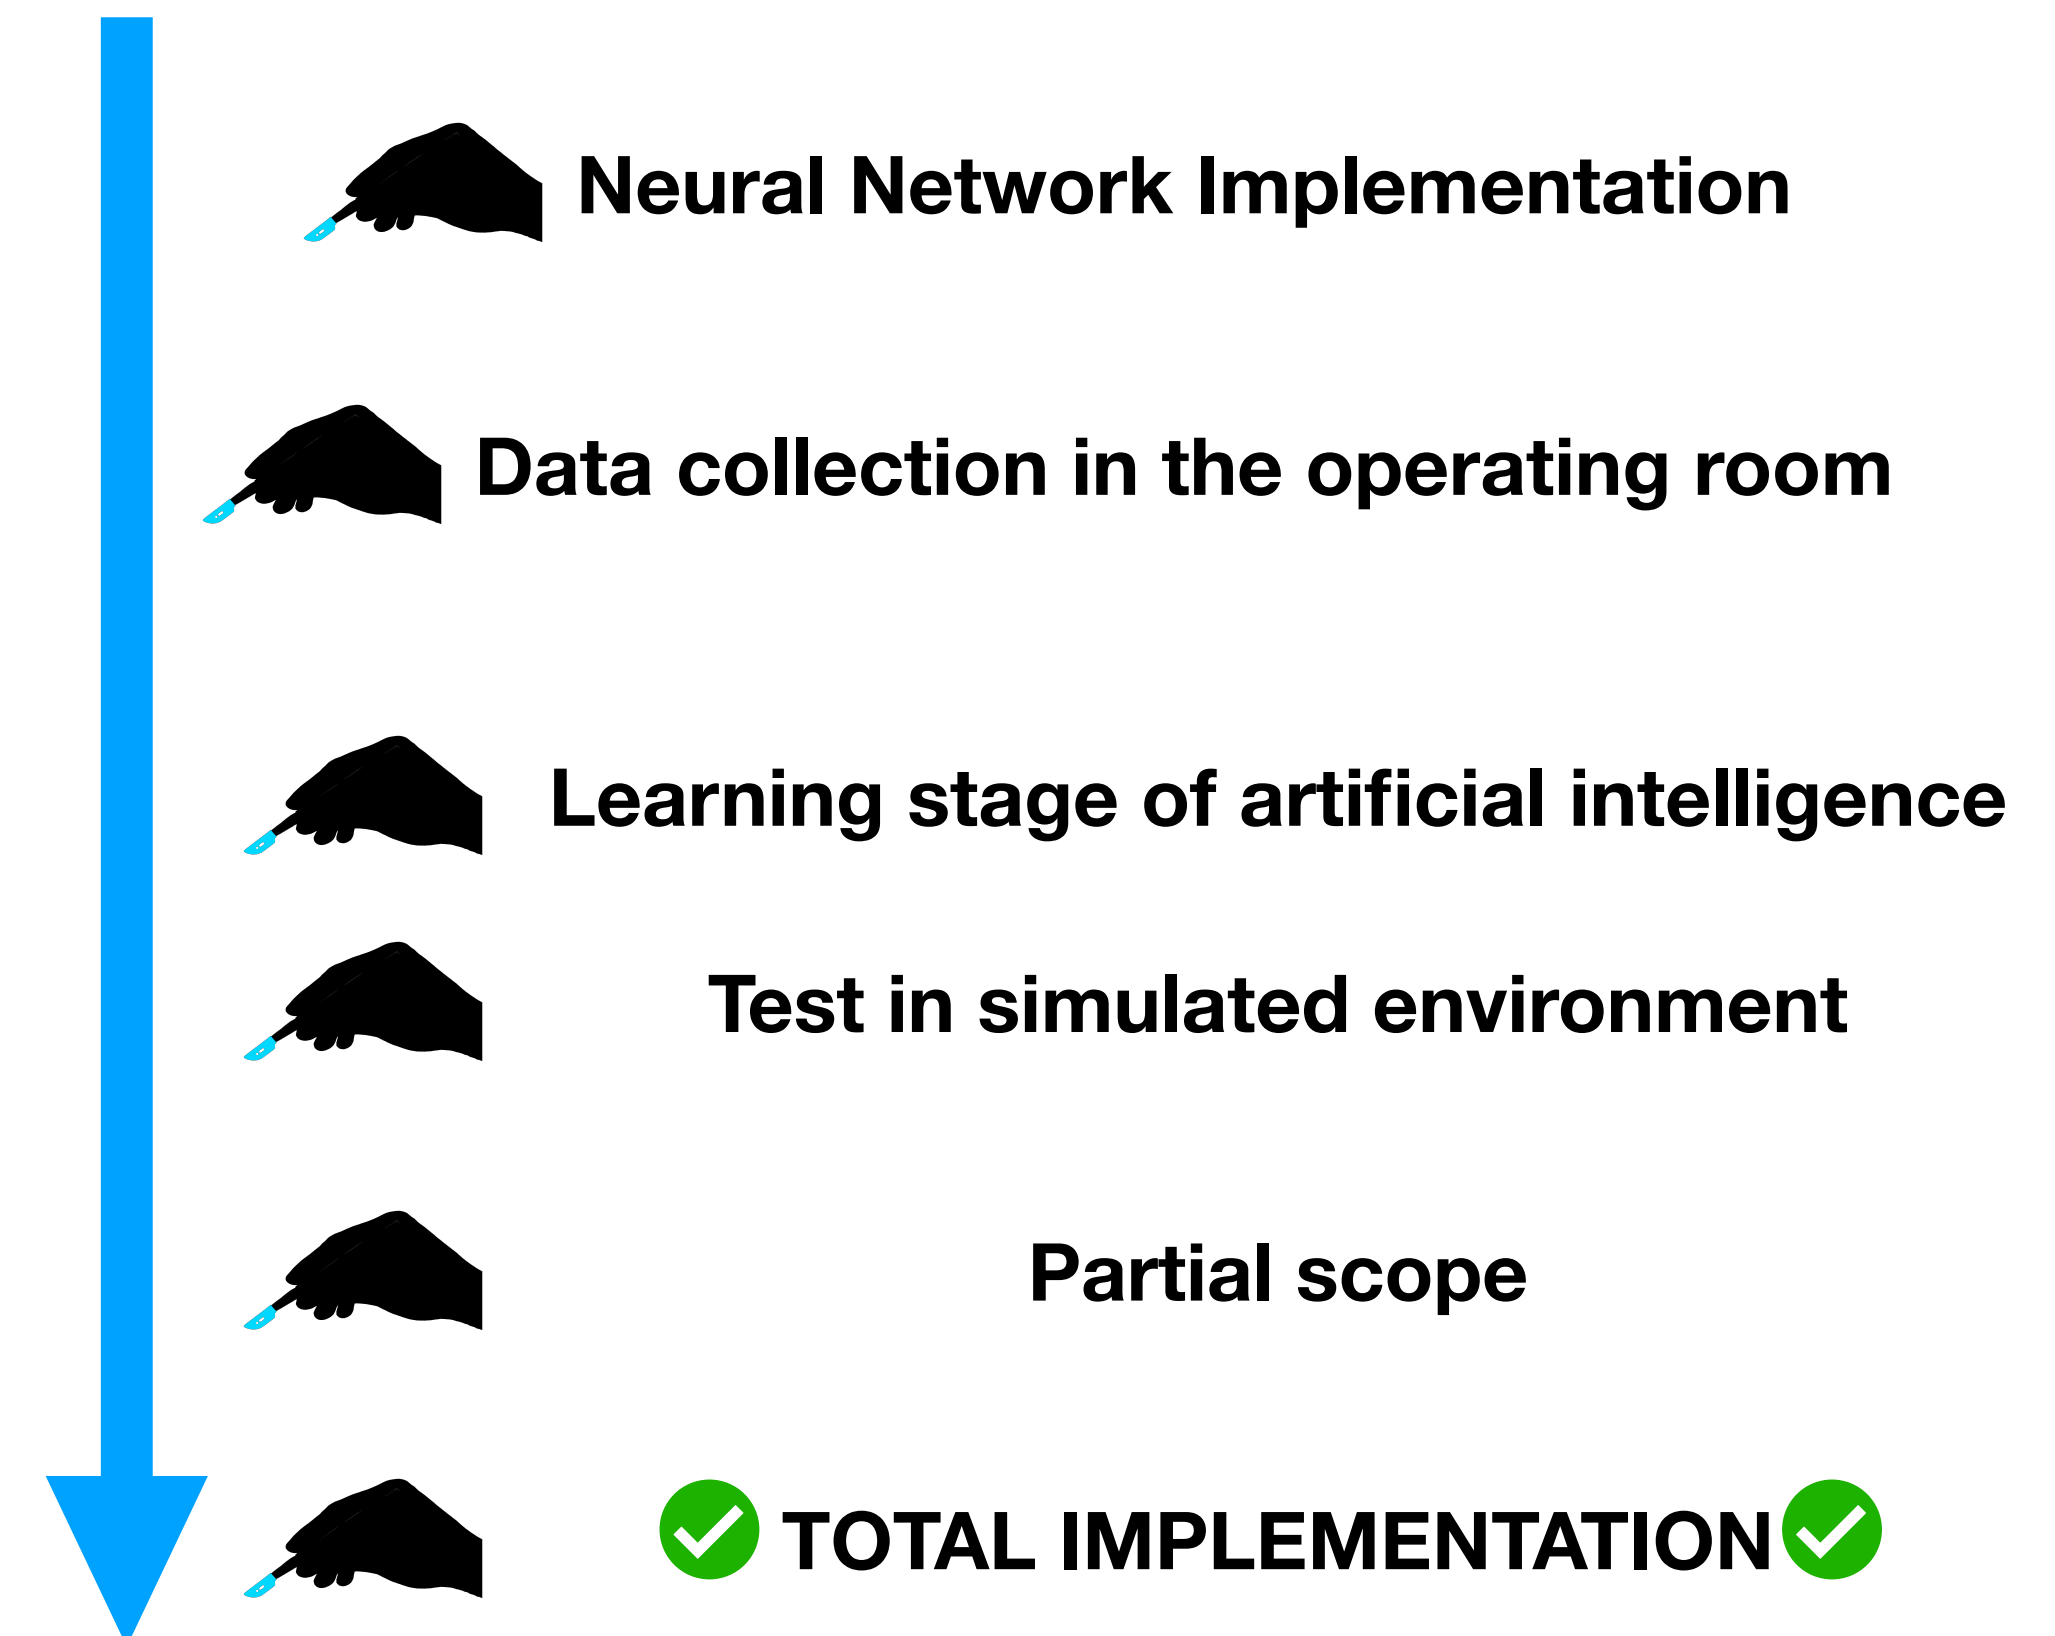 Neural Network Implementation
Data collection in the operating room
Learning stage of artificial intelligence
Test in simulated environment
Partial scope
TOTAL IMPLEMENTATION